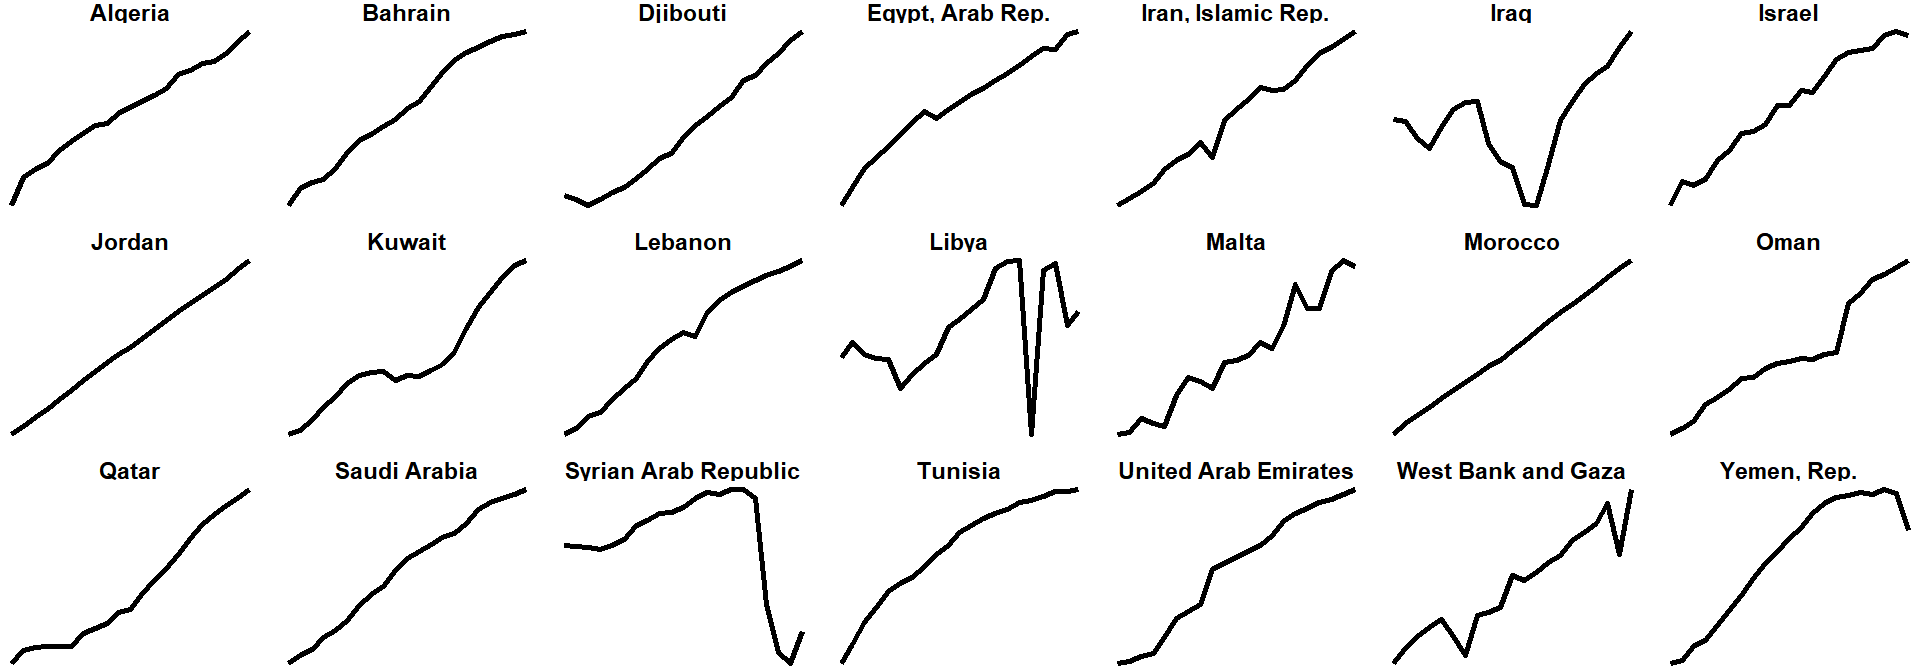 Algeria
Bahrain
Djibouti
Egypt, Arab Rep.
Iran, Islamic Rep.
Iraq
Israel
Jordan
Kuwait
Lebanon
Libya
Malta
Morocco
Oman
Qatar
Saudi Arabia
Syrian Arab Republic
Tunisia
United Arab Emirates
West Bank and Gaza
Yemen, Rep.